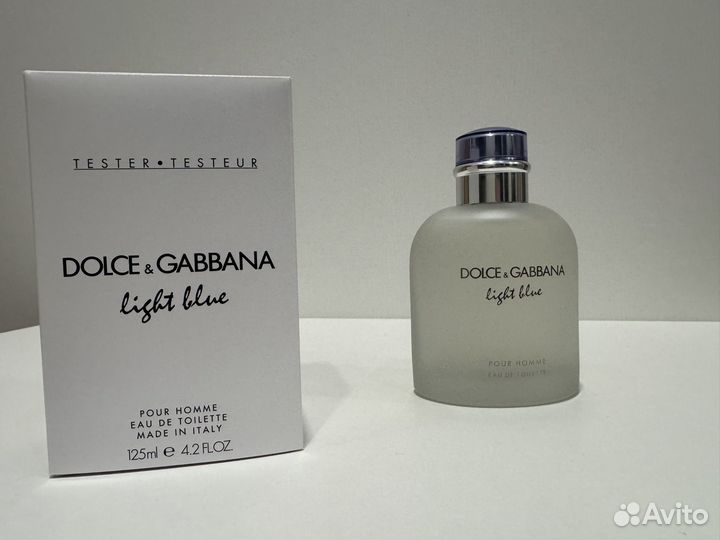 TESTER • TESTEUR
DOLCE & GABBANA
light blue
POUR HOMME
EAU DE TOILETTE
MADE IN ITALY
125ml e 4.2 FL.OZ.
DOLCE & GABBANA
light blue
POUR HOMME
EAU DE TOILETTE
Avito